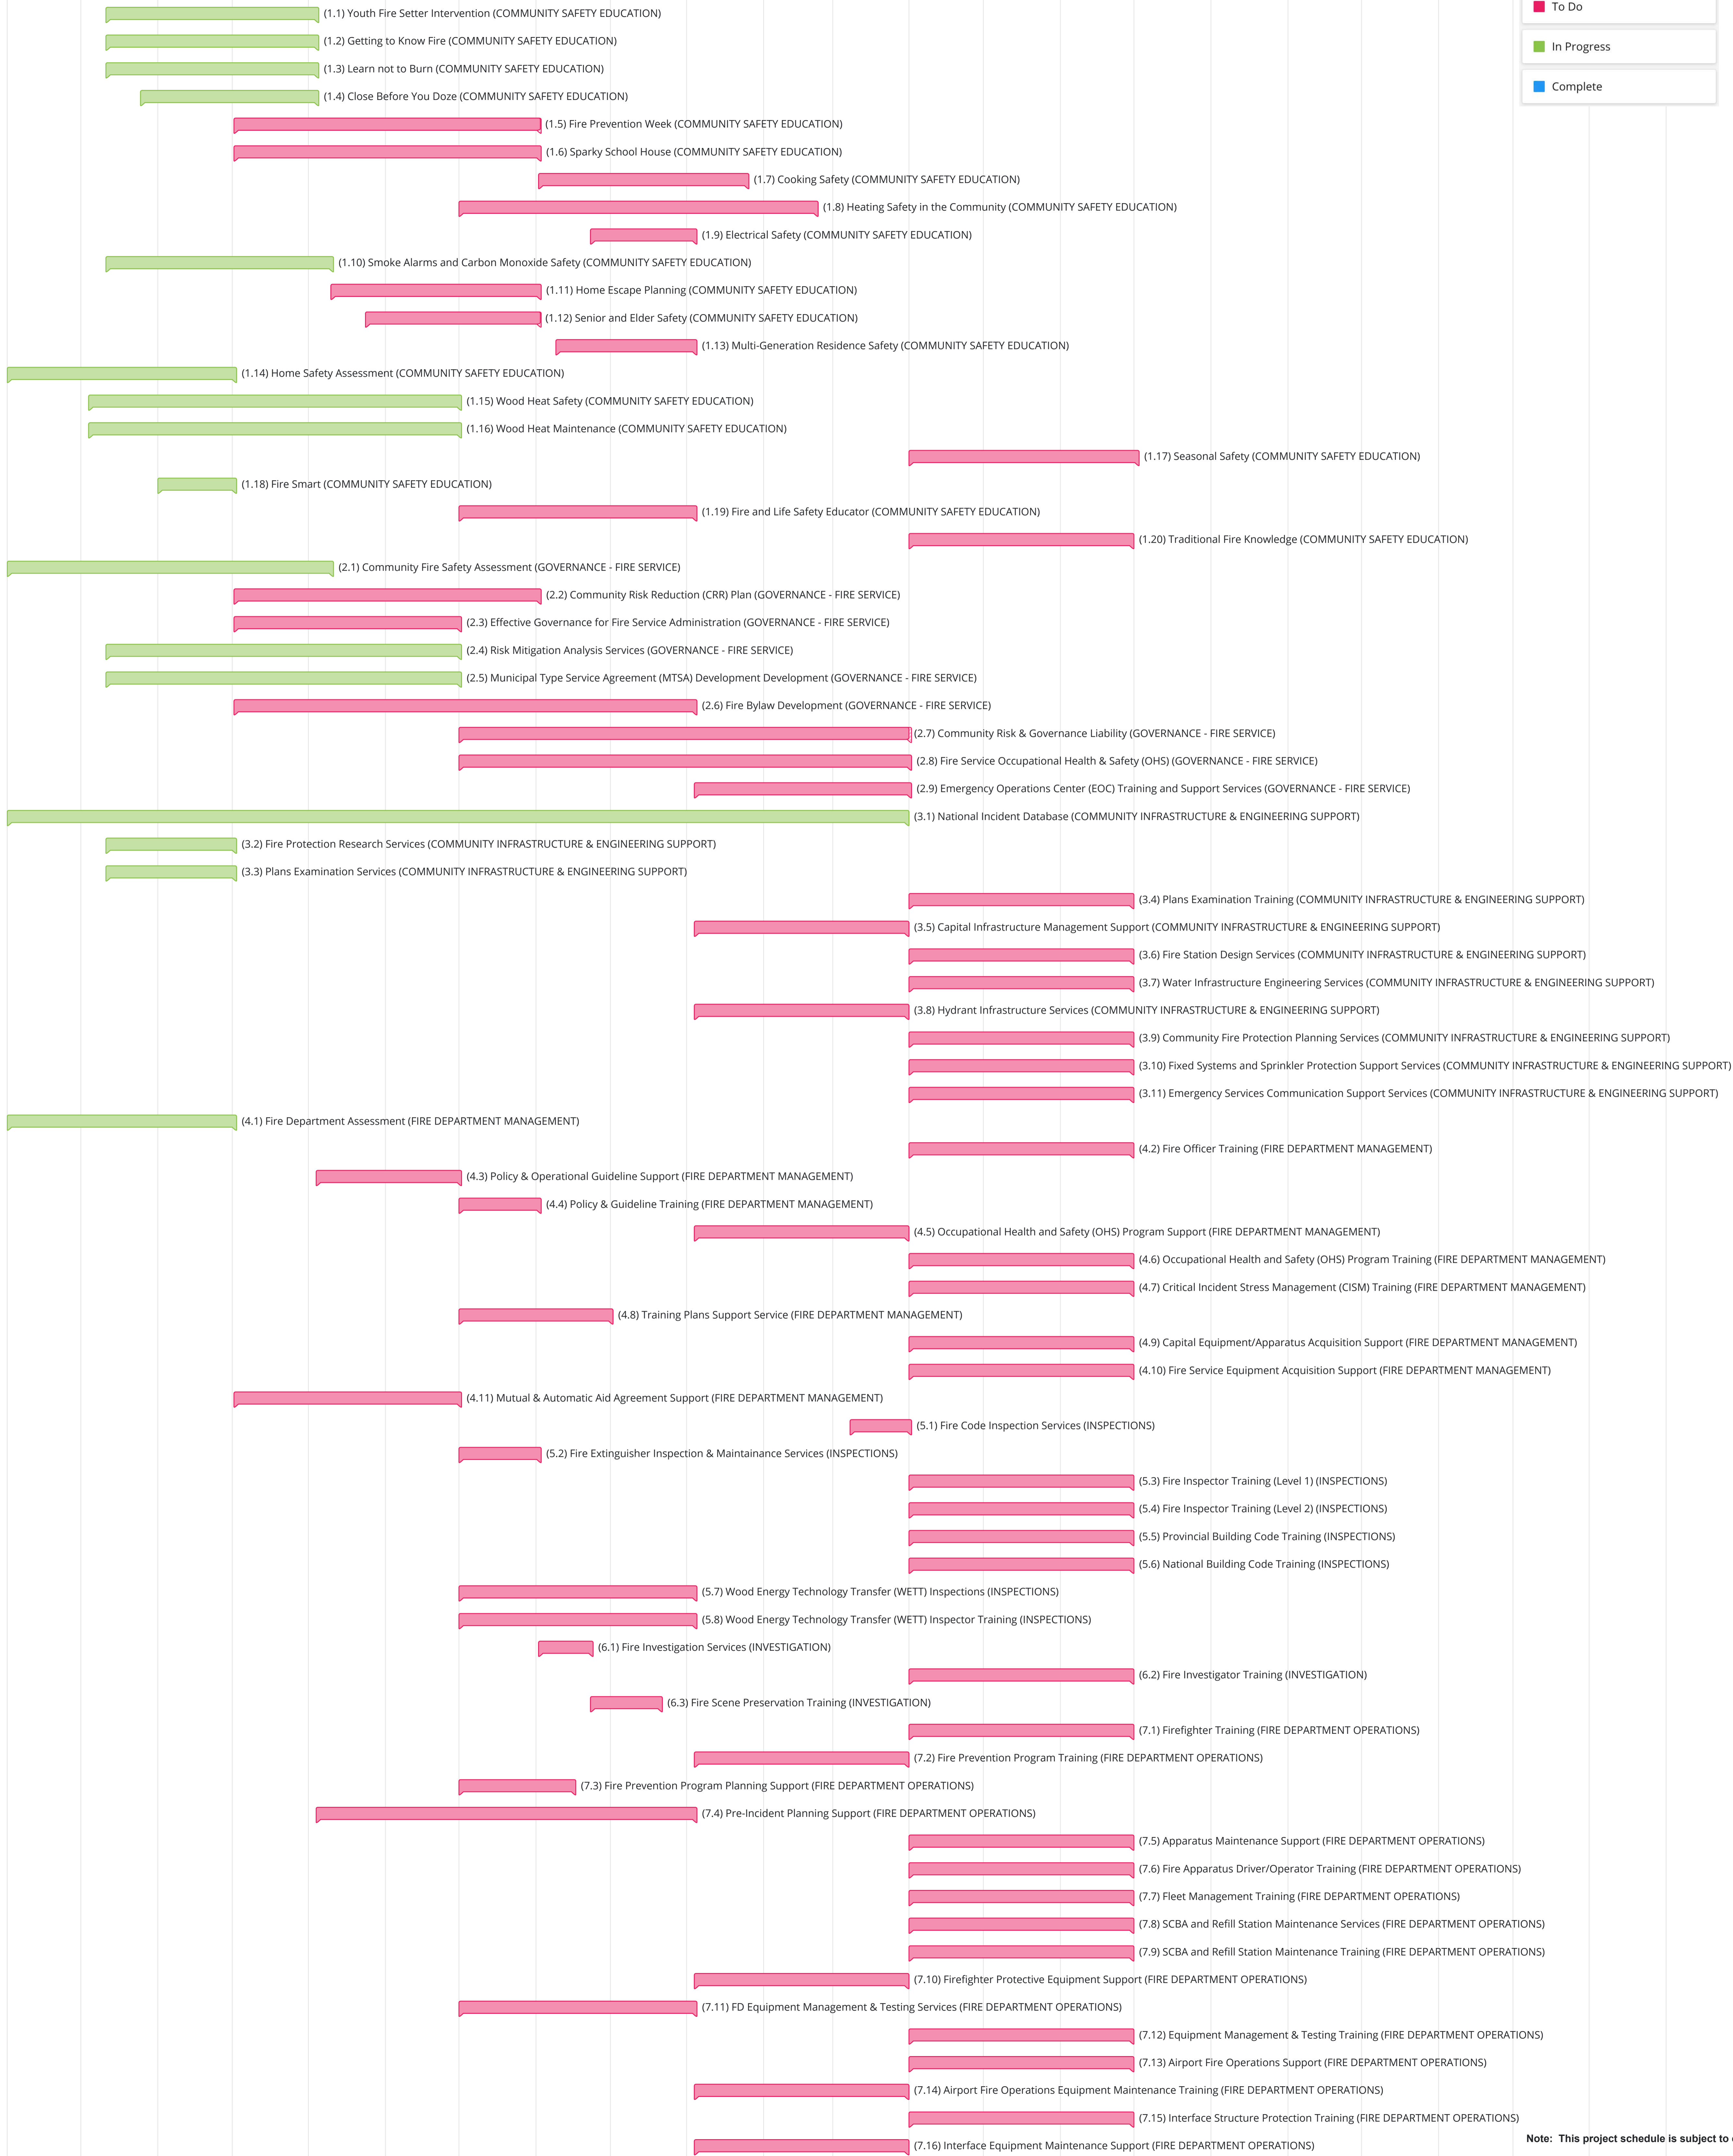 To Do
(1.1) Youth Fire Setter Intervention (COMMUNITY SAFETY EDUCATION)
(1.2) Getting to Know Fire (COMMUNITY SAFETY EDUCATION)
In Progress
(1.3) Learn not to Burn (COMMUNITY SAFETY EDUCATION)
Complete
(1.4) Close Before You Doze (COMMUNITY SAFETY EDUCATION)
(1.5) Fire Prevention Week (COMMUNITY SAFETY EDUCATION)
(1.6) Sparky School House (COMMUNITY SAFETY EDUCATION)
(1.7) Cooking Safety (COMMUNITY SAFETY EDUCATION)
(1.8) Heating Safety in the Community (COMMUNITY SAFETY EDUCATION)
(1.9) Electrical Safety (COMMUNITY SAFETY EDUCATION)
(1.10) Smoke Alarms and Carbon Monoxide Safety (COMMUNITY SAFETY EDUCATION)
(1.11) Home Escape Planning (COMMUNITY SAFETY EDUCATION)
(1.12) Senior and Elder Safety (COMMUNITY SAFETY EDUCATION)
(1.13) Multi-Generation Residence Safety (COMMUNITY SAFETY EDUCATION)
(1.14) Home Safety Assessment (COMMUNITY SAFETY EDUCATION)
(1.15) Wood Heat Safety (COMMUNITY SAFETY EDUCATION)
(1.16) Wood Heat Maintenance (COMMUNITY SAFETY EDUCATION)
(1.17) Seasonal Safety (COMMUNITY SAFETY EDUCATION)
(1.18) Fire Smart (COMMUNITY SAFETY EDUCATION)
(1.19) Fire and Life Safety Educator (COMMUNITY SAFETY EDUCATION)
(1.20) Traditional Fire Knowledge (COMMUNITY SAFETY EDUCATION)
(2.1) Community Fire Safety Assessment (GOVERNANCE - FIRE SERVICE)
(2.2) Community Risk Reduction (CRR) Plan (GOVERNANCE - FIRE SERVICE)
(2.3) Effective Governance for Fire Service Administration (GOVERNANCE - FIRE SERVICE)
(2.4) Risk Mitigation Analysis Services (GOVERNANCE - FIRE SERVICE)
(2.5) Municipal Type Service Agreement (MTSA) Development Development (GOVERNANCE - FIRE SERVICE)
(2.6) Fire Bylaw Development (GOVERNANCE - FIRE SERVICE)
(2.7) Community Risk & Governance Liability (GOVERNANCE - FIRE SERVICE)
(2.8) Fire Service Occupational Health & Safety (OHS) (GOVERNANCE - FIRE SERVICE)
(2.9) Emergency Operations Center (EOC) Training and Support Services (GOVERNANCE - FIRE SERVICE)
(3.1) National Incident Database (COMMUNITY INFRASTRUCTURE & ENGINEERING SUPPORT)
(3.2) Fire Protection Research Services (COMMUNITY INFRASTRUCTURE & ENGINEERING SUPPORT)
(3.3) Plans Examination Services (COMMUNITY INFRASTRUCTURE & ENGINEERING SUPPORT)
(3.4) Plans Examination Training (COMMUNITY INFRASTRUCTURE & ENGINEERING SUPPORT)
(3.5) Capital Infrastructure Management Support (COMMUNITY INFRASTRUCTURE & ENGINEERING SUPPORT)
(3.6) Fire Station Design Services (COMMUNITY INFRASTRUCTURE & ENGINEERING SUPPORT)
(3.7) Water Infrastructure Engineering Services (COMMUNITY INFRASTRUCTURE & ENGINEERING SUPPORT)
(3.8) Hydrant Infrastructure Services (COMMUNITY INFRASTRUCTURE & ENGINEERING SUPPORT)
(3.9) Community Fire Protection Planning Services (COMMUNITY INFRASTRUCTURE & ENGINEERING SUPPORT)
(3.10) Fixed Systems and Sprinkler Protection Support Services (COMMUNITY INFRASTRUCTURE & ENGINEERING SUPPORT)
(3.11) Emergency Services Communication Support Services (COMMUNITY INFRASTRUCTURE & ENGINEERING SUPPORT)
(4.1) Fire Department Assessment (FIRE DEPARTMENT MANAGEMENT)
(4.2) Fire Officer Training (FIRE DEPARTMENT MANAGEMENT)
(4.3) Policy & Operational Guideline Support (FIRE DEPARTMENT MANAGEMENT)
(4.4) Policy & Guideline Training (FIRE DEPARTMENT MANAGEMENT)
(4.5) Occupational Health and Safety (OHS) Program Support (FIRE DEPARTMENT MANAGEMENT)
(4.6) Occupational Health and Safety (OHS) Program Training (FIRE DEPARTMENT MANAGEMENT)
(4.7) Critical Incident Stress Management (CISM) Training (FIRE DEPARTMENT MANAGEMENT)
(4.8) Training Plans Support Service (FIRE DEPARTMENT MANAGEMENT)
(4.9) Capital Equipment/Apparatus Acquisition Support (FIRE DEPARTMENT MANAGEMENT)
(4.10) Fire Service Equipment Acquisition Support (FIRE DEPARTMENT MANAGEMENT)
(4.11) Mutual & Automatic Aid Agreement Support (FIRE DEPARTMENT MANAGEMENT)
(5.1) Fire Code Inspection Services (INSPECTIONS)
(5.2) Fire Extinguisher Inspection & Maintainance Services (INSPECTIONS)
(5.3) Fire Inspector Training (Level 1) (INSPECTIONS)
(5.4) Fire Inspector Training (Level 2) (INSPECTIONS)
(5.5) Provincial Building Code Training (INSPECTIONS)
(5.6) National Building Code Training (INSPECTIONS)
(5.7) Wood Energy Technology Transfer (WETT) Inspections (INSPECTIONS)
(5.8) Wood Energy Technology Transfer (WETT) Inspector Training (INSPECTIONS)
(6.1) Fire Investigation Services (INVESTIGATION)
(6.2) Fire Investigator Training (INVESTIGATION)
(6.3) Fire Scene Preservation Training (INVESTIGATION)
(7.1) Firefighter Training (FIRE DEPARTMENT OPERATIONS)
(7.2) Fire Prevention Program Training (FIRE DEPARTMENT OPERATIONS)
(7.3) Fire Prevention Program Planning Support (FIRE DEPARTMENT OPERATIONS)
(7.4) Pre-Incident Planning Support (FIRE DEPARTMENT OPERATIONS)
(7.5) Apparatus Maintenance Support (FIRE DEPARTMENT OPERATIONS)
(7.6) Fire Apparatus Driver/Operator Training (FIRE DEPARTMENT OPERATIONS)
(7.7) Fleet Management Training (FIRE DEPARTMENT OPERATIONS)
(7.8) SCBA and Refill Station Maintenance Services (FIRE DEPARTMENT OPERATIONS)
(7.9) SCBA and Refill Station Maintenance Training (FIRE DEPARTMENT OPERATIONS)
(7.10) Firefighter Protective Equipment Support (FIRE DEPARTMENT OPERATIONS)
(7.11) FD Equipment Management & Testing Services (FIRE DEPARTMENT OPERATIONS)
(7.12) Equipment Management & Testing Training (FIRE DEPARTMENT OPERATIONS)
(7.13) Airport Fire Operations Support (FIRE DEPARTMENT OPERATIONS)
(7.14) Airport Fire Operations Equipment Maintenance Training (FIRE DEPARTMENT OPERATIONS)
(7.15) Interface Structure Protection Training (FIRE DEPARTMENT OPERATIONS)
Note: This project schedule is subject to
(7.16) Interface Equipment Maintenance Support (FIRE DEPARTMENT OPERATIONS)